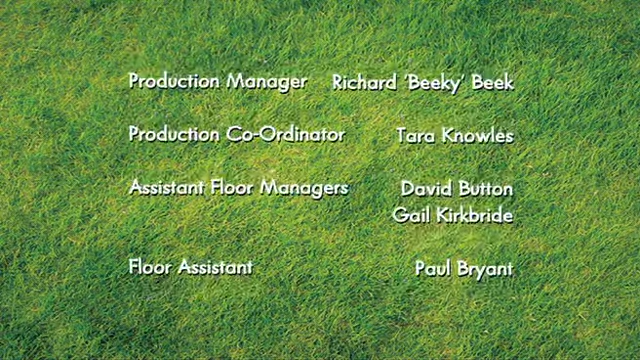 Production Manager Richard 'Beeky' Beek
Production Co-Ordinator Tara Knowles
Assistant Floor Managers David Button
Gail Kirkbride
Floor Assistant Paul Bryant